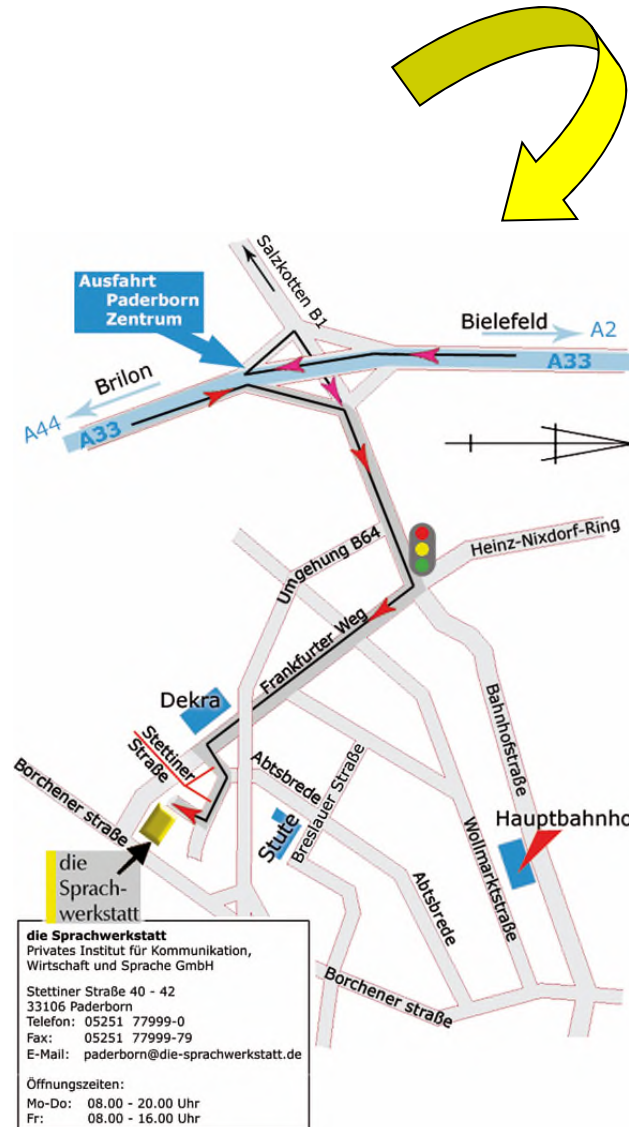 Salzkotten B1
Ausfahrt
Paderborn
Zentrum
Bielefeld
A2
A33
Brilon
A44
A33
Umgehung B64
Heinz-Nixdorf-Ring
Frankfurter Weg
Dekra
Bahnhofstraße
Stettiner
Straße
Abtsbrede
Borchener straße
Breslauer Straße
Stute
Hauptbahnho
Wollmarktstraße
die
Sprach-
werkstatt
Abtsbrede
Borchener straße
die Sprachwerkstatt
Privates Institut für Kommunikation,
Wirtschaft und Sprache GmbH
Stettiner Straße 40 - 42
33106 Paderborn
Telefon: 05251 77999-0
Fax: 05251 77999-79
E-Mail: paderborn@die-sprachwerkstatt.de
Öffnungszeiten:
Mo-Do: 08.00 - 20.00 Uhr
Fr: 08.00 - 16.00 Uhr